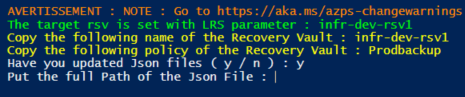 AVERTISSEMENT : NOTE : Go to https://aka.ms/azps-changewarnings
The target rsv is set with LRS parameter : infr-dev-rsv1
Copy the following name of the Recovery Vault : infr-dev-rsv1
Copy the following policy of the Recovery Vault : Prodbackup
Have you updated Json files ( y / n ) : y
Put the full Path of the Json File :